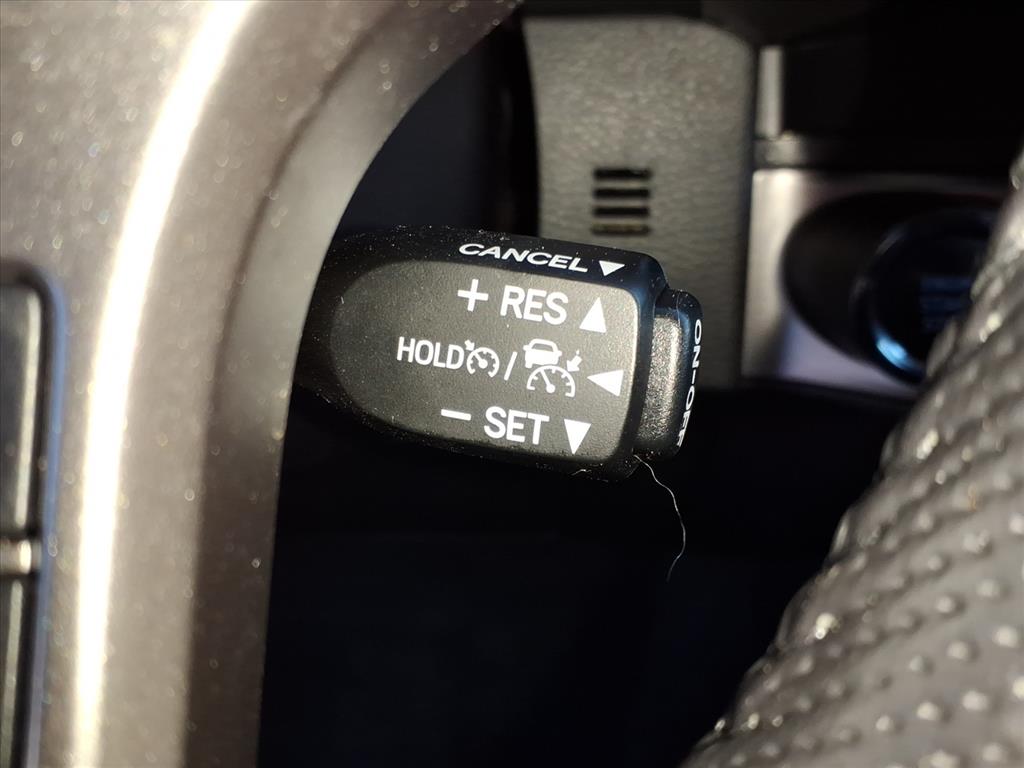 CANCEL ▼
+ RES ▲
HOLD / ◀
− SET ▼
ON-OFF